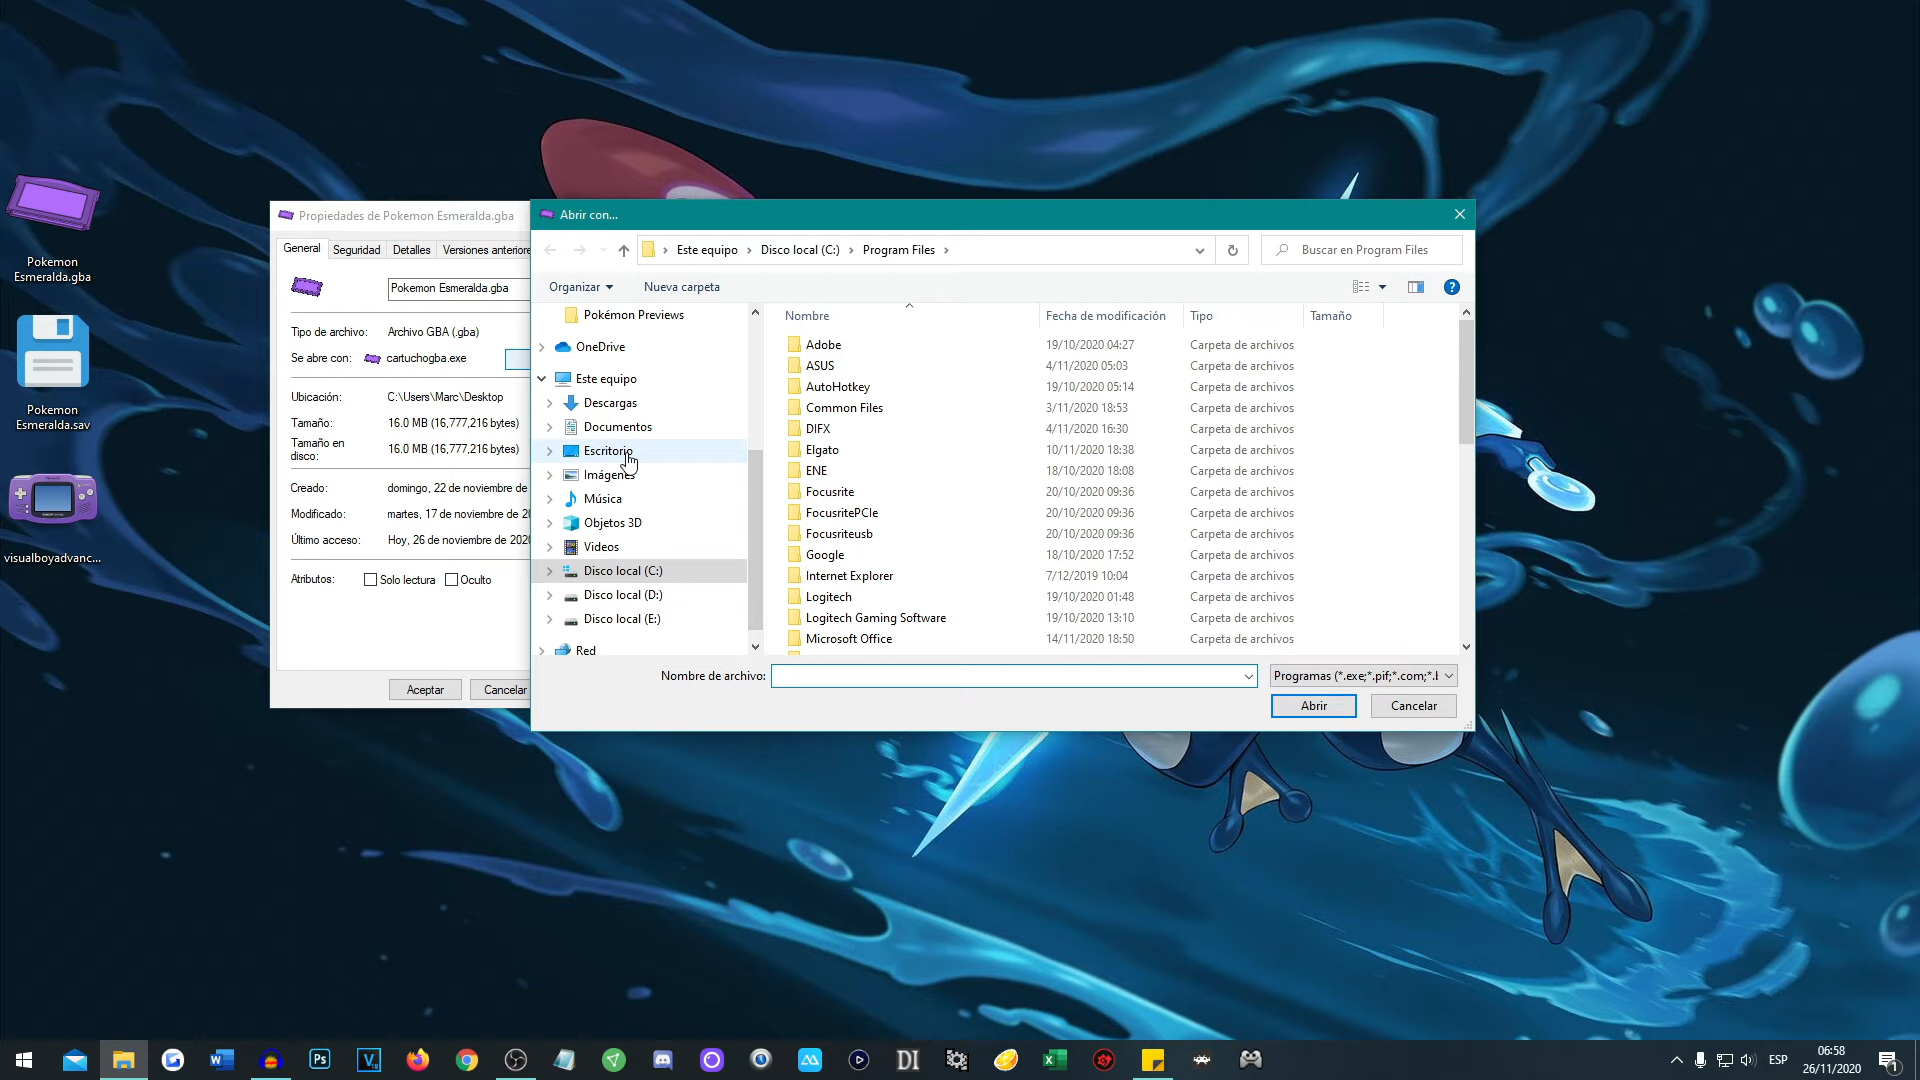 Pokemon
Esmeralda.gba
Pokemon
Esmeralda.sav
visualboyadvanc...
Propiedades de Pokemon Esmeralda.gba
General
Seguridad
Detalles
Versiones anteriore
Pokemon Esmeralda.gba
Tipo de archivo:
Archivo GBA (.gba)
Se abre con:
cartuchogba.exe
Ubicación:
C:\Users\Marc\Desktop
Tamaño:
16.0 MB (16,777,216 bytes)
Tamaño en
disco:
16.0 MB (16,777,216 bytes)
Creado:
domingo, 22 de noviembre de
Modificado:
martes, 17 de noviembre de 20
Último acceso:
Hoy, 26 de noviembre de 2020
Atributos:
Solo lectura
Oculto
Aceptar
Cancelar
Abrir con...
Este equipo
Disco local (C:)
Program Files
Buscar en Program Files
Organizar
Nueva carpeta
Pokémon Previews
OneDrive
Este equipo
Descargas
Documentos
Escritorio
Imágenes
Música
Objetos 3D
Videos
Disco local (C:)
Disco local (D:)
Disco local (E:)
Red
Nombre
Fecha de modificación
Tipo
Tamaño
Adobe 19/10/2020 04:27 Carpeta de archivos
ASUS 4/11/2020 05:03 Carpeta de archivos
AutoHotkey 19/10/2020 05:14 Carpeta de archivos
Common Files 3/11/2020 18:53 Carpeta de archivos
DIFX 4/11/2020 16:30 Carpeta de archivos
Elgato 10/11/2020 18:38 Carpeta de archivos
ENE 18/10/2020 18:08 Carpeta de archivos
Focusrite 20/10/2020 09:36 Carpeta de archivos
FocusritePCIe 20/10/2020 09:36 Carpeta de archivos
Focusriteusb 20/10/2020 09:36 Carpeta de archivos
Google 18/10/2020 17:52 Carpeta de archivos
Internet Explorer 7/12/2019 10:04 Carpeta de archivos
Logitech 19/10/2020 01:48 Carpeta de archivos
Logitech Gaming Software 19/10/2020 13:10 Carpeta de archivos
Microsoft Office 14/11/2020 18:50 Carpeta de archivos
Nombre de archivo:
Programas (*.exe;*.pif;*.com;*.
Abrir
Cancelar
ESP
06:58
26/11/2020
1
DI
Ps